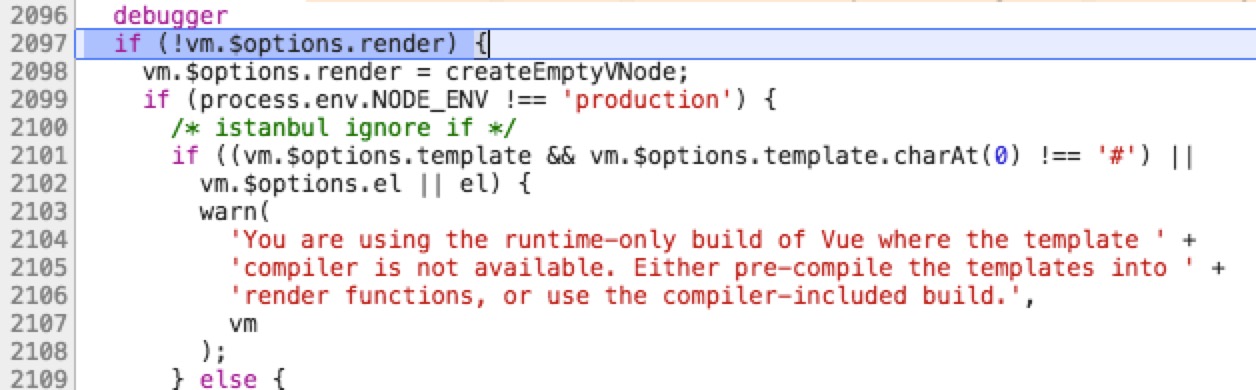 2096 debugger
2097 if (!vm.$options.render) {
2098 vm.$options.render = createEmptyVNode;
2099 if (process.env.NODE_ENV !== 'production') {
2100 /* istanbul ignore if */
2101 if ((vm.$options.template && vm.$options.template.charAt(0) !== '#') ||
2102 vm.$options.el || el) {
2103 warn(
2104 'You are using the runtime-only build of Vue where the template ' +
2105 'compiler is not available. Either pre-compile the templates into ' +
2106 'render functions, or use the compiler-included build.',
2107 vm
2108 );
2109 } else {